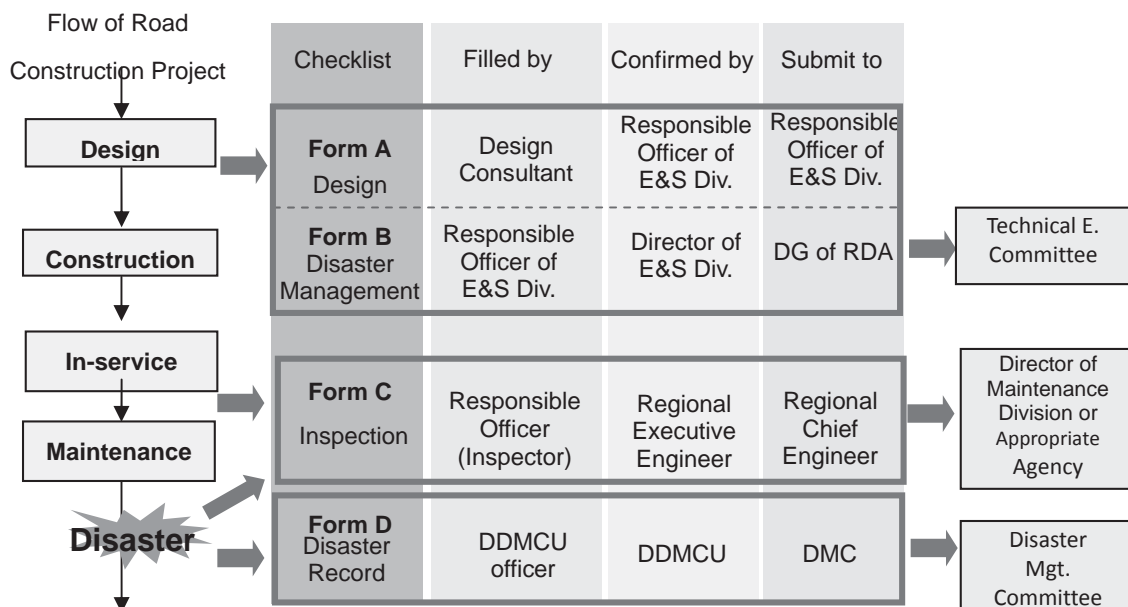 Flow of Road
Construction Project
Design
Construction
In-service
Maintenance
Disaster
Checklist
Filled by
Confirmed by
Submit to
Form A
Design
Design
Consultant
Responsible
Officer of
E&S Div.
Responsible
Officer of
E&S Div.
Form B
Disaster
Management
Responsible
Officer of
E&S Div.
Director of
E&S Div.
DG of RDA
Technical E.
Committee
Form C
Inspection
Responsible
Officer
(Inspector)
Regional
Executive
Engineer
Regional
Chief
Engineer
Director of
Maintenance
Division or
Appropriate
Agency
Form D
Disaster
Record
DDMCU
officer
DDMCU
DMC
Disaster
Mgt.
Committee